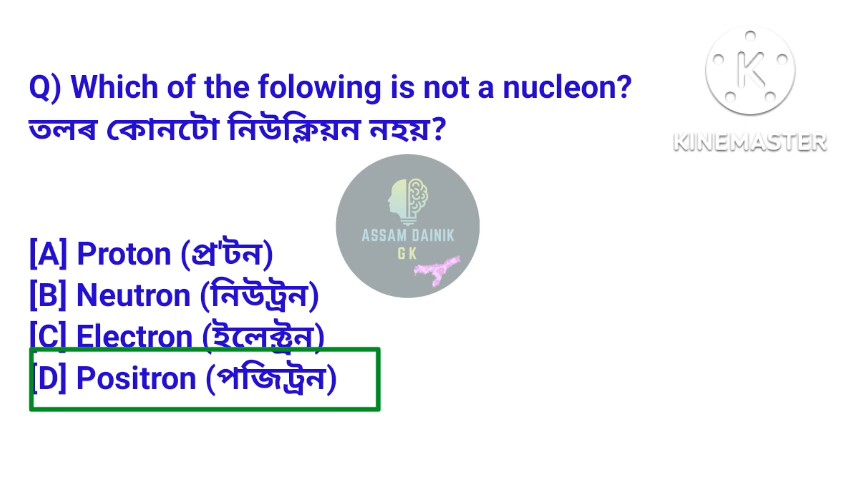 Q) Which of the folowing is not a nucleon?
তলৰ কোনটো নিউক্লিয়ন নহয়?
KINEMASTER
ASSAM DAINIK
GK
[A] Proton (প্ৰ'টন)
[B] Neutron (নিউট্ৰন)
[C] Electron (ইলেক্ট্ৰন)
[D] Positron (পজিট্ৰন)